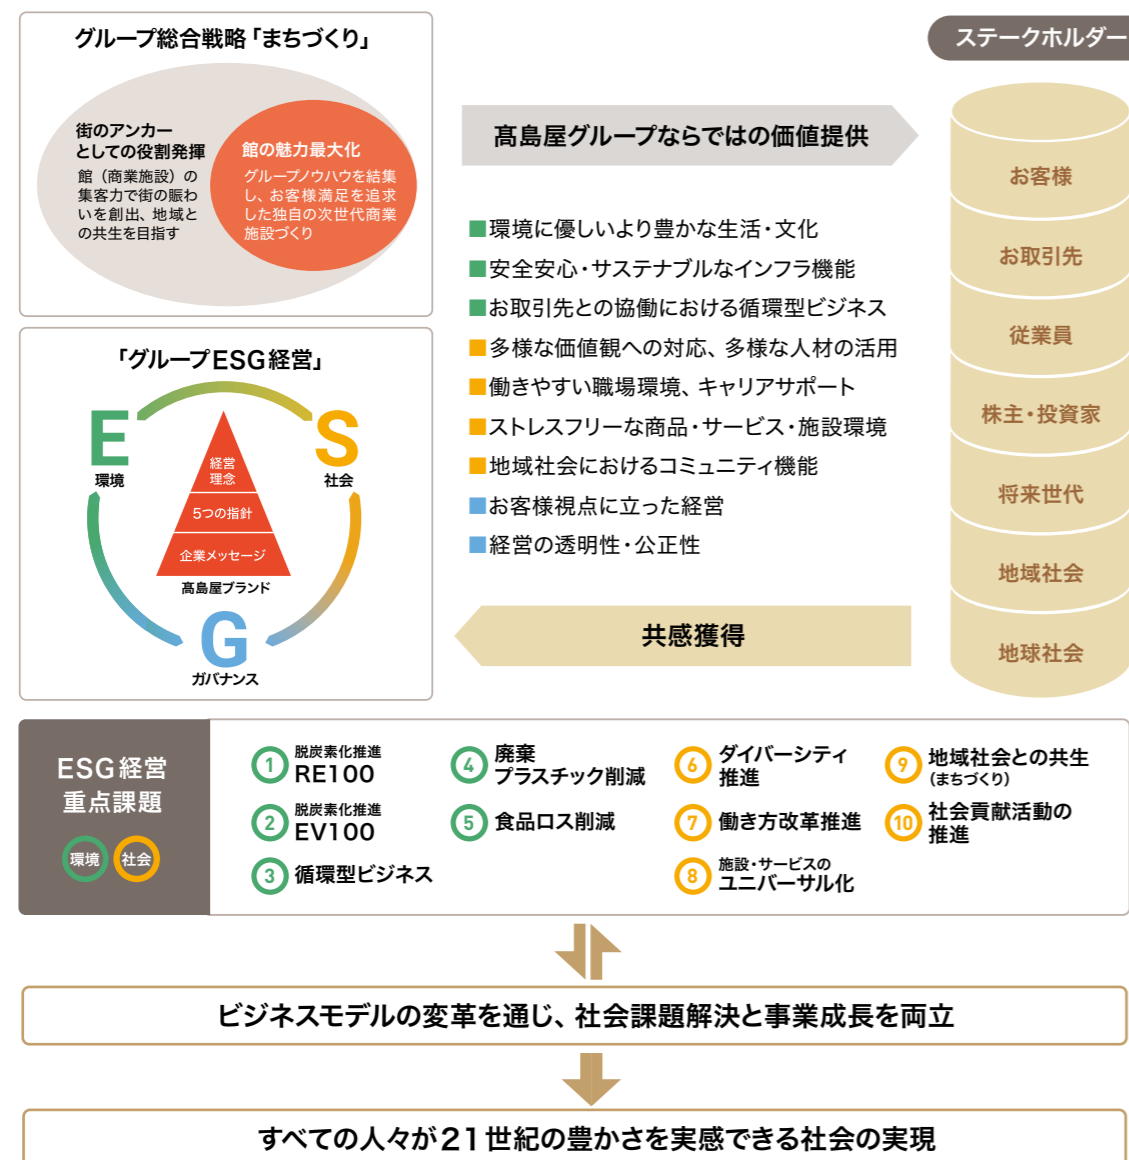 グループ総合戦略「まちづくり」
街のアンカー
としての役割発揮
館（商業施設）の
集客力で街の賑わ
いを創出、地域と
の共生を目指す
館の魅力最大化
グループノウハウを結集
し、お客様満足を追求
した独自の次世代商業
施設づくり
「グループESG経営」
E
環境
S
社会
経営
理念
5つの指針
企業メッセージ
髙島屋ブランド
G
ガバナンス
髙島屋グループならではの価値提供
■環境に優しいより豊かな生活・文化
■安全安心・サステナブルなインフラ機能
■お取引先との協働における循環型ビジネス
■多様な価値観への対応、多様な人材の活用
■働きやすい職場環境、キャリアサポート
■ストレスフリーな商品・サービス・施設環境
■地域社会におけるコミュニティ機能
■お客様視点に立った経営
■経営の透明性・公正性
共感獲得
ステークホルダー
お客様
お取引先
従業員
株主・投資家
将来世代
地域社会
地球社会
ESG経営
重点課題
環境 社会
1 脱炭素化推進
RE100
2 脱炭素化推進
EV100
3 循環型ビジネス
4 廃棄
プラスチック削減
5 食品ロス削減
6 ダイバーシティ
推進
7 働き方改革推進
8 施設・サービスの
ユニバーサル化
9 地域社会との共生
（まちづくり）
10 社会貢献活動の
推進
ビジネスモデルの変革を通じ、社会課題解決と事業成長を両立
すべての人々が21世紀の豊かさを実感できる社会の実現